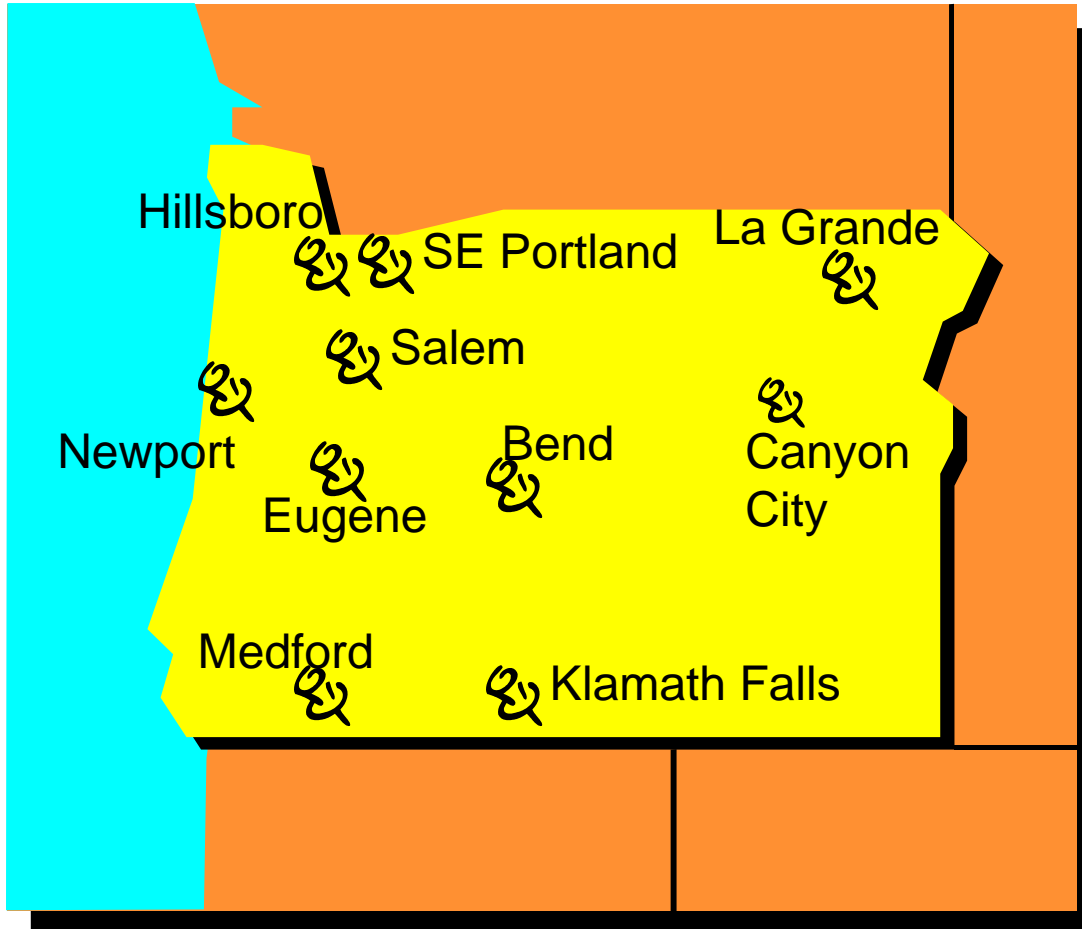 Hillsboro
La Grande
SE Portland
Salem
Newport
Bend
Canyon
City
Eugene
Medford
Klamath Falls